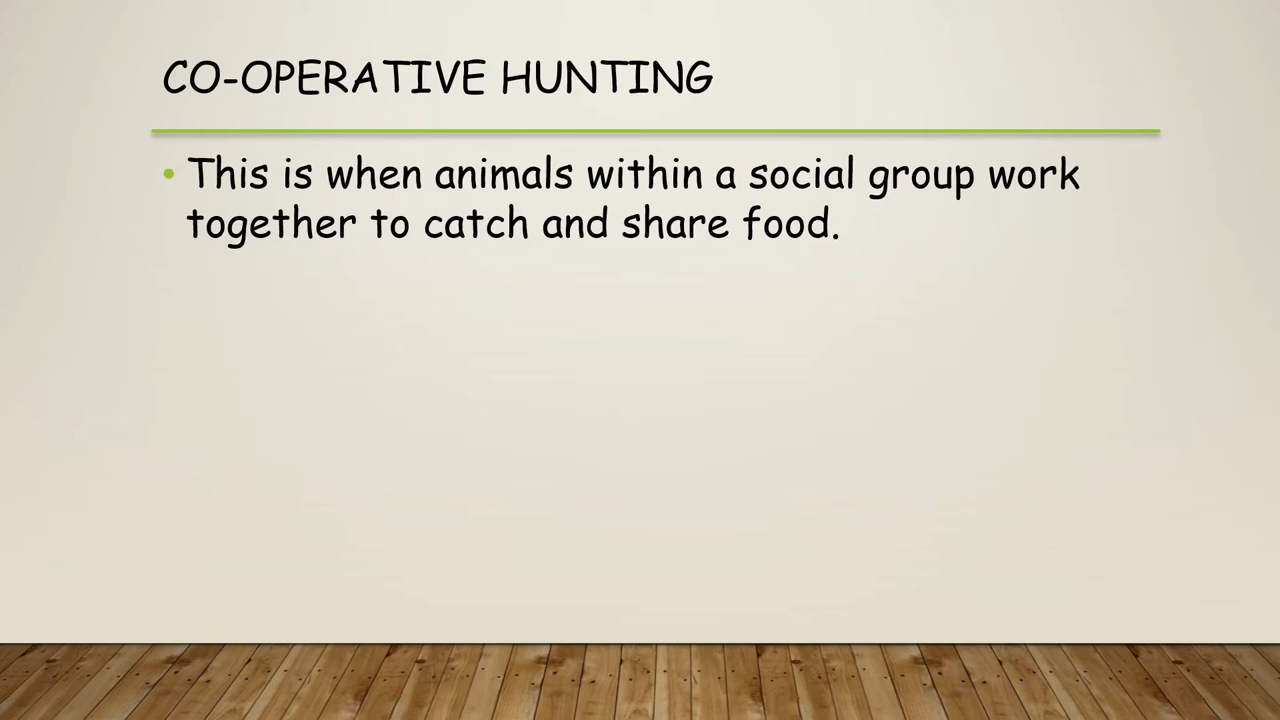 CO-OPERATIVE HUNTING
• This is when animals within a social group work
together to catch and share food.